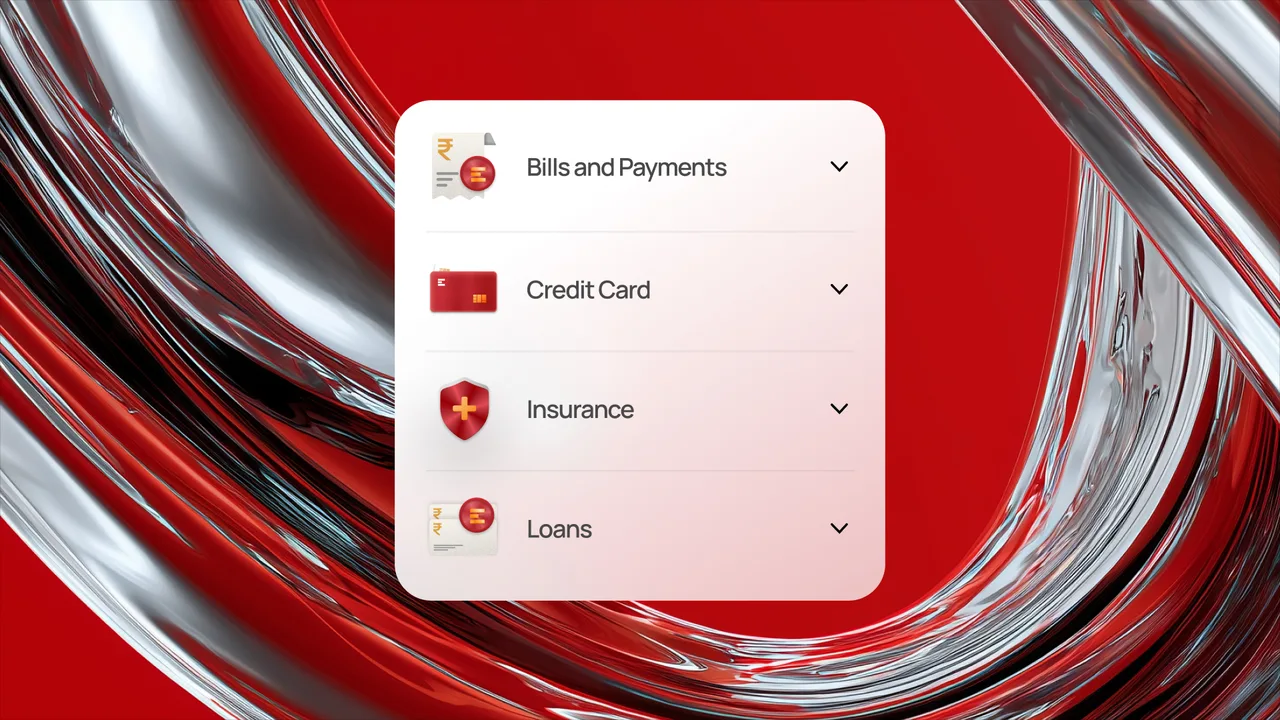 ₹
Bills and Payments
Credit Card
Insurance
₹
₹
Loans